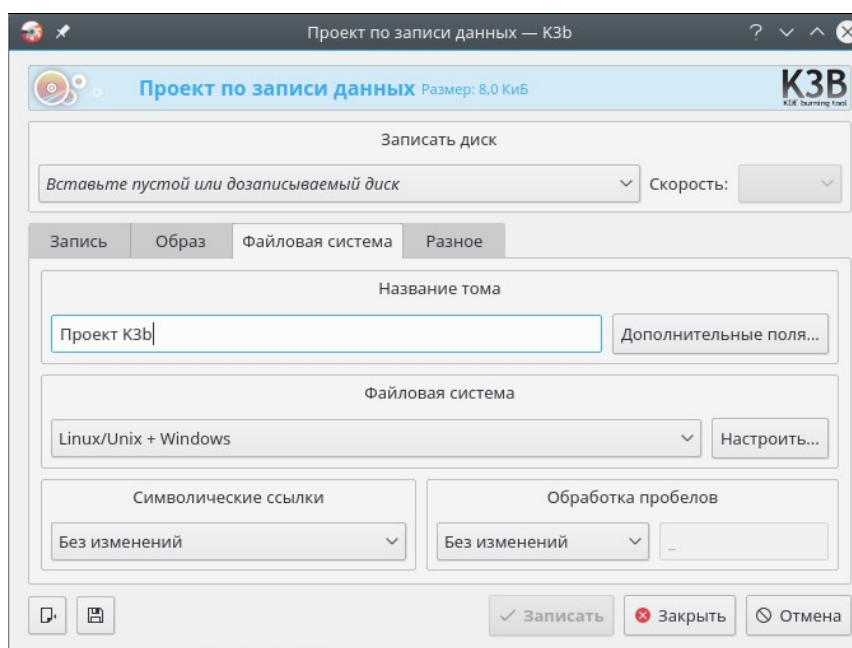 Проект по записи данных — K3b
Проект по записи данных Размер: 8,0 КиБ
K3B
KDE burning tool
Записать диск
Вставьте пустой или дозаписываемый диск
Скорость:
Запись Образ Файловая система Разное
Название тома
Проект K3b
Дополнительные поля...
Файловая система
Linux/Unix + Windows
Настроить...
Символические ссылки
Обработка пробелов
Без изменений
Без изменений
_
Записать
Закрыть
Отмена